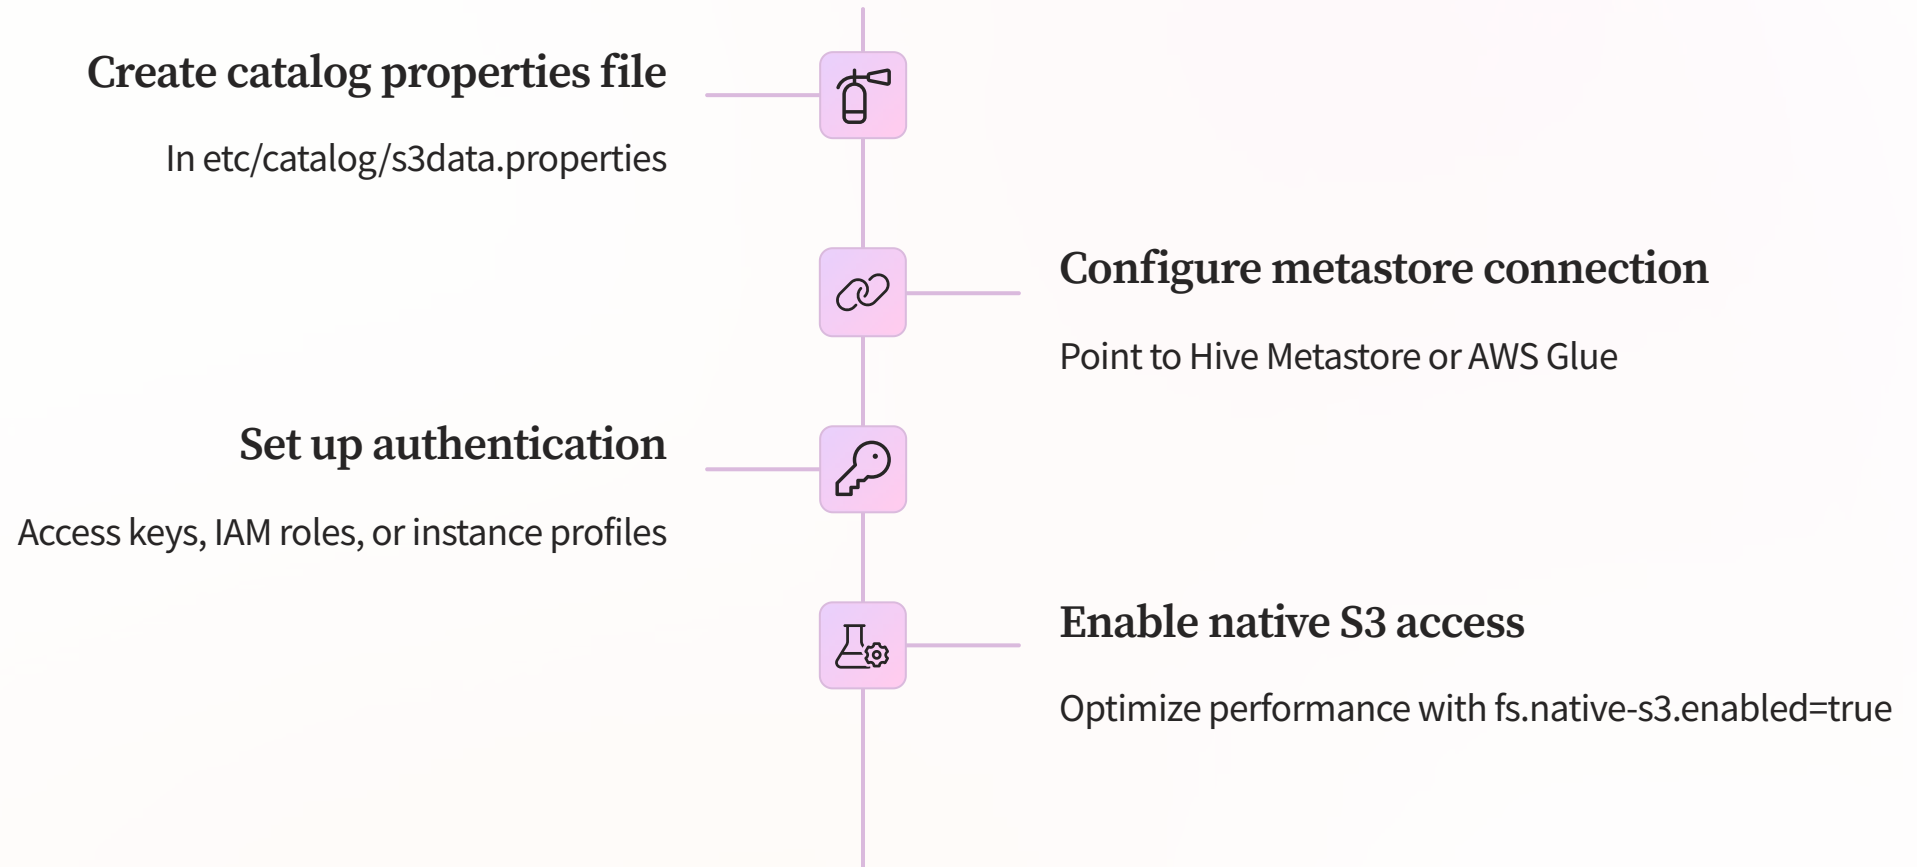 Create catalog properties file
In etc/catalog/s3data.properties
Configure metastore connection
Point to Hive Metastore or AWS Glue
Set up authentication
Access keys, IAM roles, or instance profiles
Enable native S3 access
Optimize performance with fs.native-s3.enabled=true